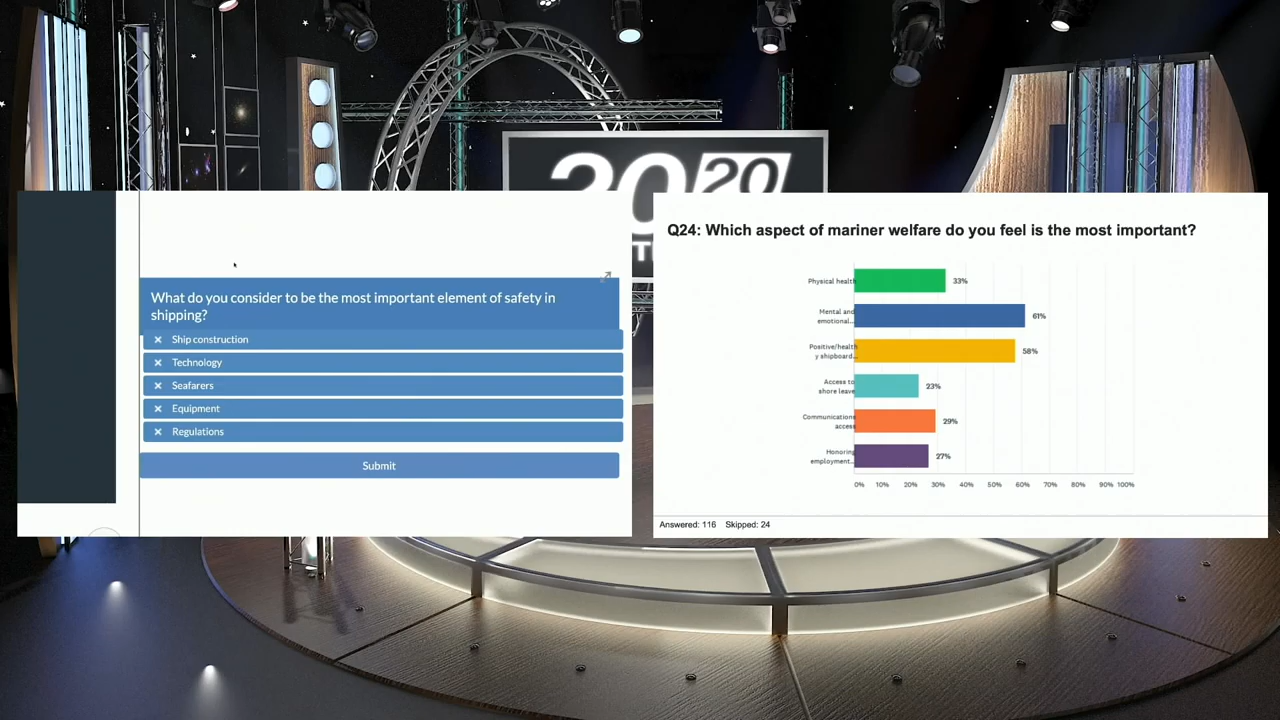 20/20
What do you consider to be the most important element of safety in
shipping?
× Ship construction
× Technology
× Seafarers
× Equipment
× Regulations
Submit
Q24: Which aspect of mariner welfare do you feel is the most important?
Physical health
33%
Mental and
emotional...
61%
Positive/health
y shipboard...
58%
Access to
shore leave
23%
Communications
access
29%
Honoring
employment...
27%
0% 10% 20% 30% 40% 50% 60% 70% 80% 90% 100%
Answered: 116 Skipped: 24